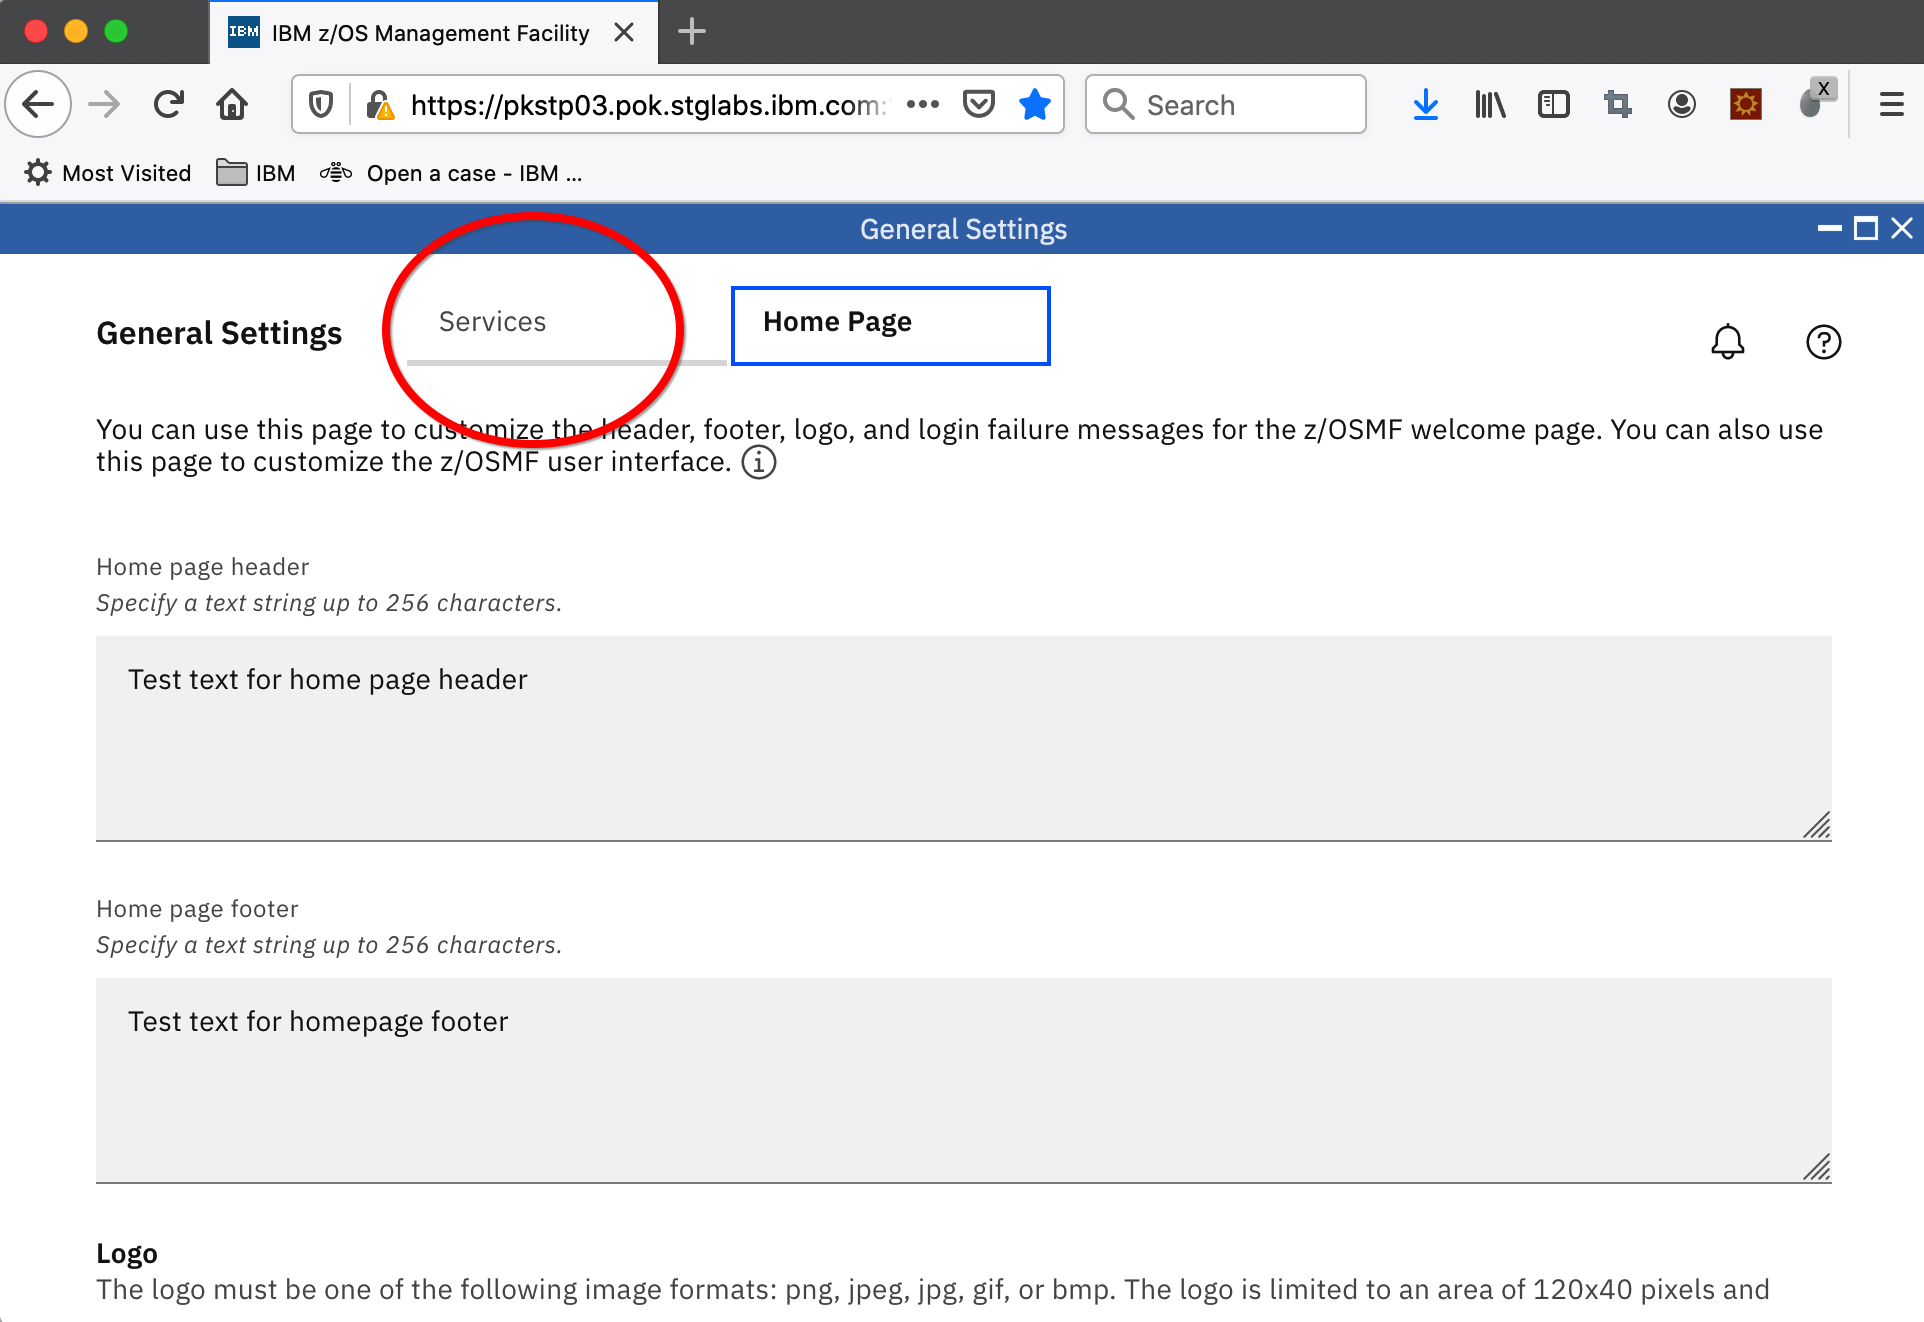 IBM IBM z/OS Management Facility
https://pkstp03.pok.stglabs.ibm.com: Search X
Most Visited IBM Open a case - IBM ...
General Settings
General Settings Services Home Page
You can use this page to customize the header, footer, logo, and login failure messages for the z/OSMF welcome page. You can also use
this page to customize the z/OSMF user interface.
Home page header
Specify a text string up to 256 characters.
Test text for home page header
Home page footer
Specify a text string up to 256 characters.
Test text for homepage footer
Logo
The logo must be one of the following image formats: png, jpeg, jpg, gif, or bmp. The logo is limited to an area of 120x40 pixels and